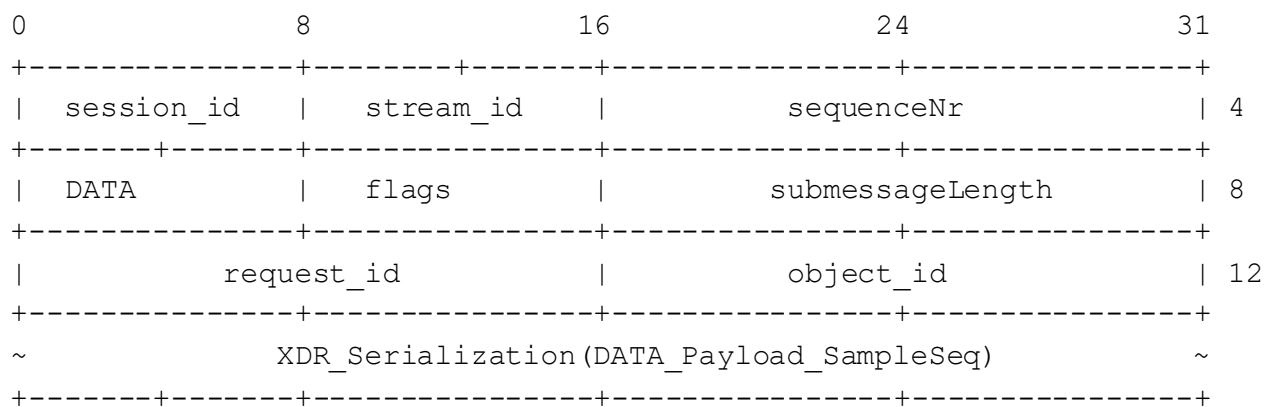 0 8 16 24 31
+---------------+--------+-------+---------------+---------------+
| session_id | stream_id | sequenceNr | 4
+-------+-------+----------------+---------------+---------------+
| DATA | flags | submessageLength | 8
+---------------+----------------+---------------+---------------+
| request_id | object_id | 12
+---------------+----------------+---------------+---------------+
~ XDR_Serialization(DATA_Payload_SampleSeq) ~
+-------+-------+----------------+---------------+---------------+